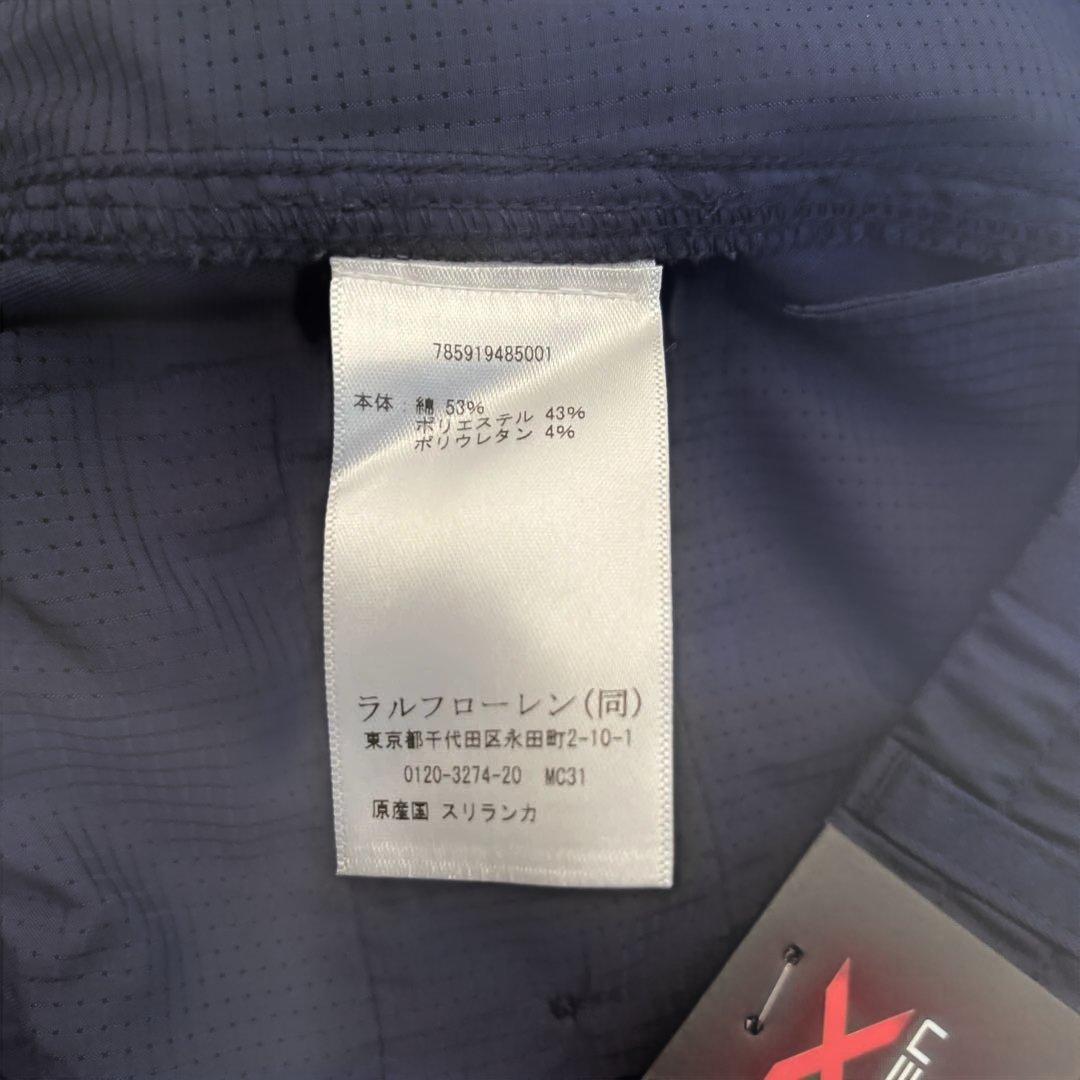 785919485001
本体 綿 53%
ポリエステル 43%
ポリウレタン 4%
ラルフローレン(同)
東京都千代田区永田町2-10-1
0120-3274-20 MC31
原産国 スリランカ
X